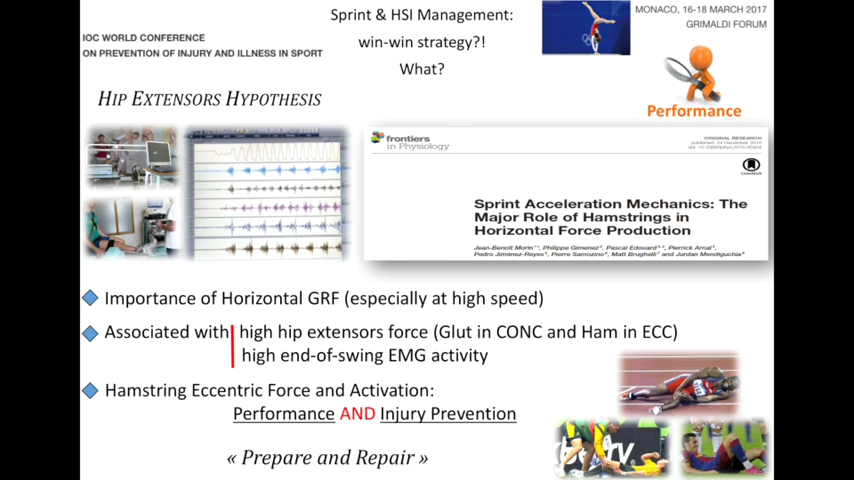 Sprint & HSI Management:
win-win strategy?!
What?
MONACO, 16-18 MARCH 2017
GRIMALDI FORUM
IOC WORLD CONFERENCE
ON PREVENTION OF INJURY AND ILLNESS IN SPORT
HIP EXTENSORS HYPOTHESIS
Performance
frontiers
in Physiology
ORIGINAL RESEARCH
Sprint Acceleration Mechanics: The
Major Role of Hamstrings in
Horizontal Force Production
Jean-Benoît Morin, Philippe Gimenez, Pascal Edouard, Pierrick Arnal,
Pedro Jiménez-Reyes, Pierre Samozino, Matt Brughelli and Jurdan Mendiguchia
Importance of Horizontal GRF (especially at high speed)
Associated with high hip extensors force (Glut in CONC and Ham in ECC)
high end-of-swing EMG activity
Hamstring Eccentric Force and Activation:
Performance AND Injury Prevention
« Prepare and Repair »